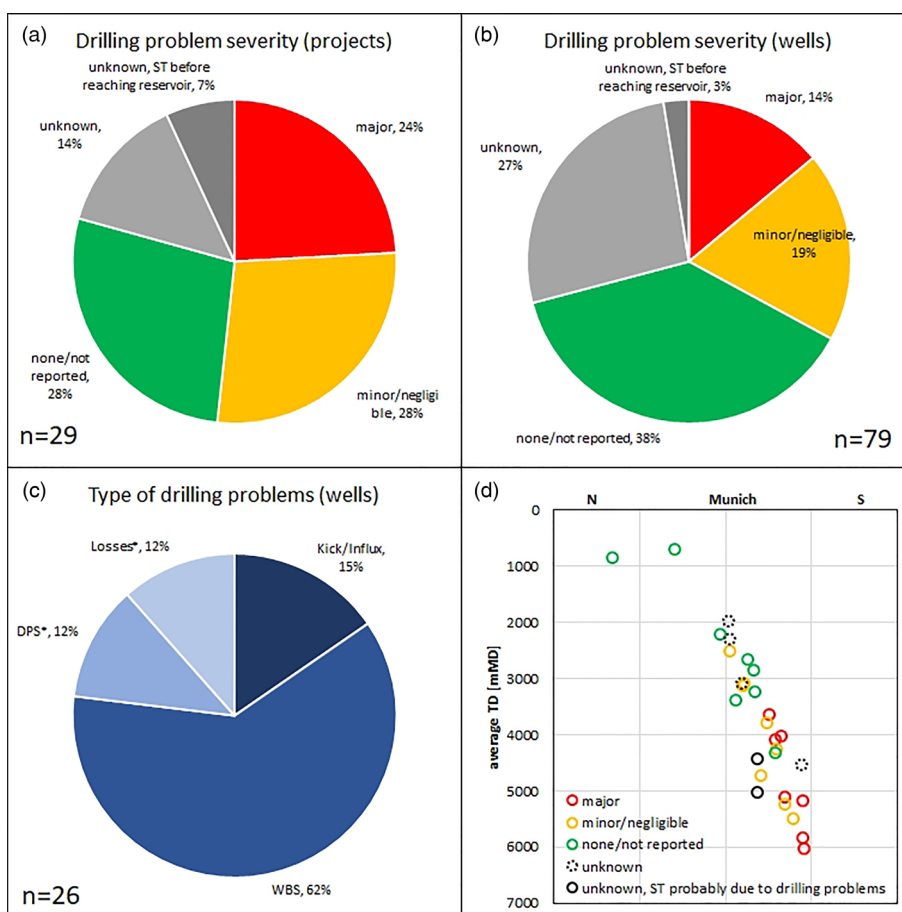 (a)
Drilling problem severity (projects)
unknown, ST before
reaching reservoir, 7%
major, 24%
unknown,
14%
none/not
reported,
28%
minor/negligi
ble, 28%
n=29
(b)
Drilling problem severity (wells)
unknown, ST before
reaching reservoir, 3%
major, 14%
unknown,
27%
minor/negligible,
19%
none/not reported, 38%
n=79
(c)
Type of drilling problems (wells)
Losses*, 12%
Kick/Influx,
15%
DPS*, 12%
WBS, 62%
n=26
(d)
N Munich S
0
1000
2000
3000
4000
5000
6000
7000
average TD [mMD]
major
minor/negligible
none/not reported
unknown
unknown, ST probably due to drilling problems